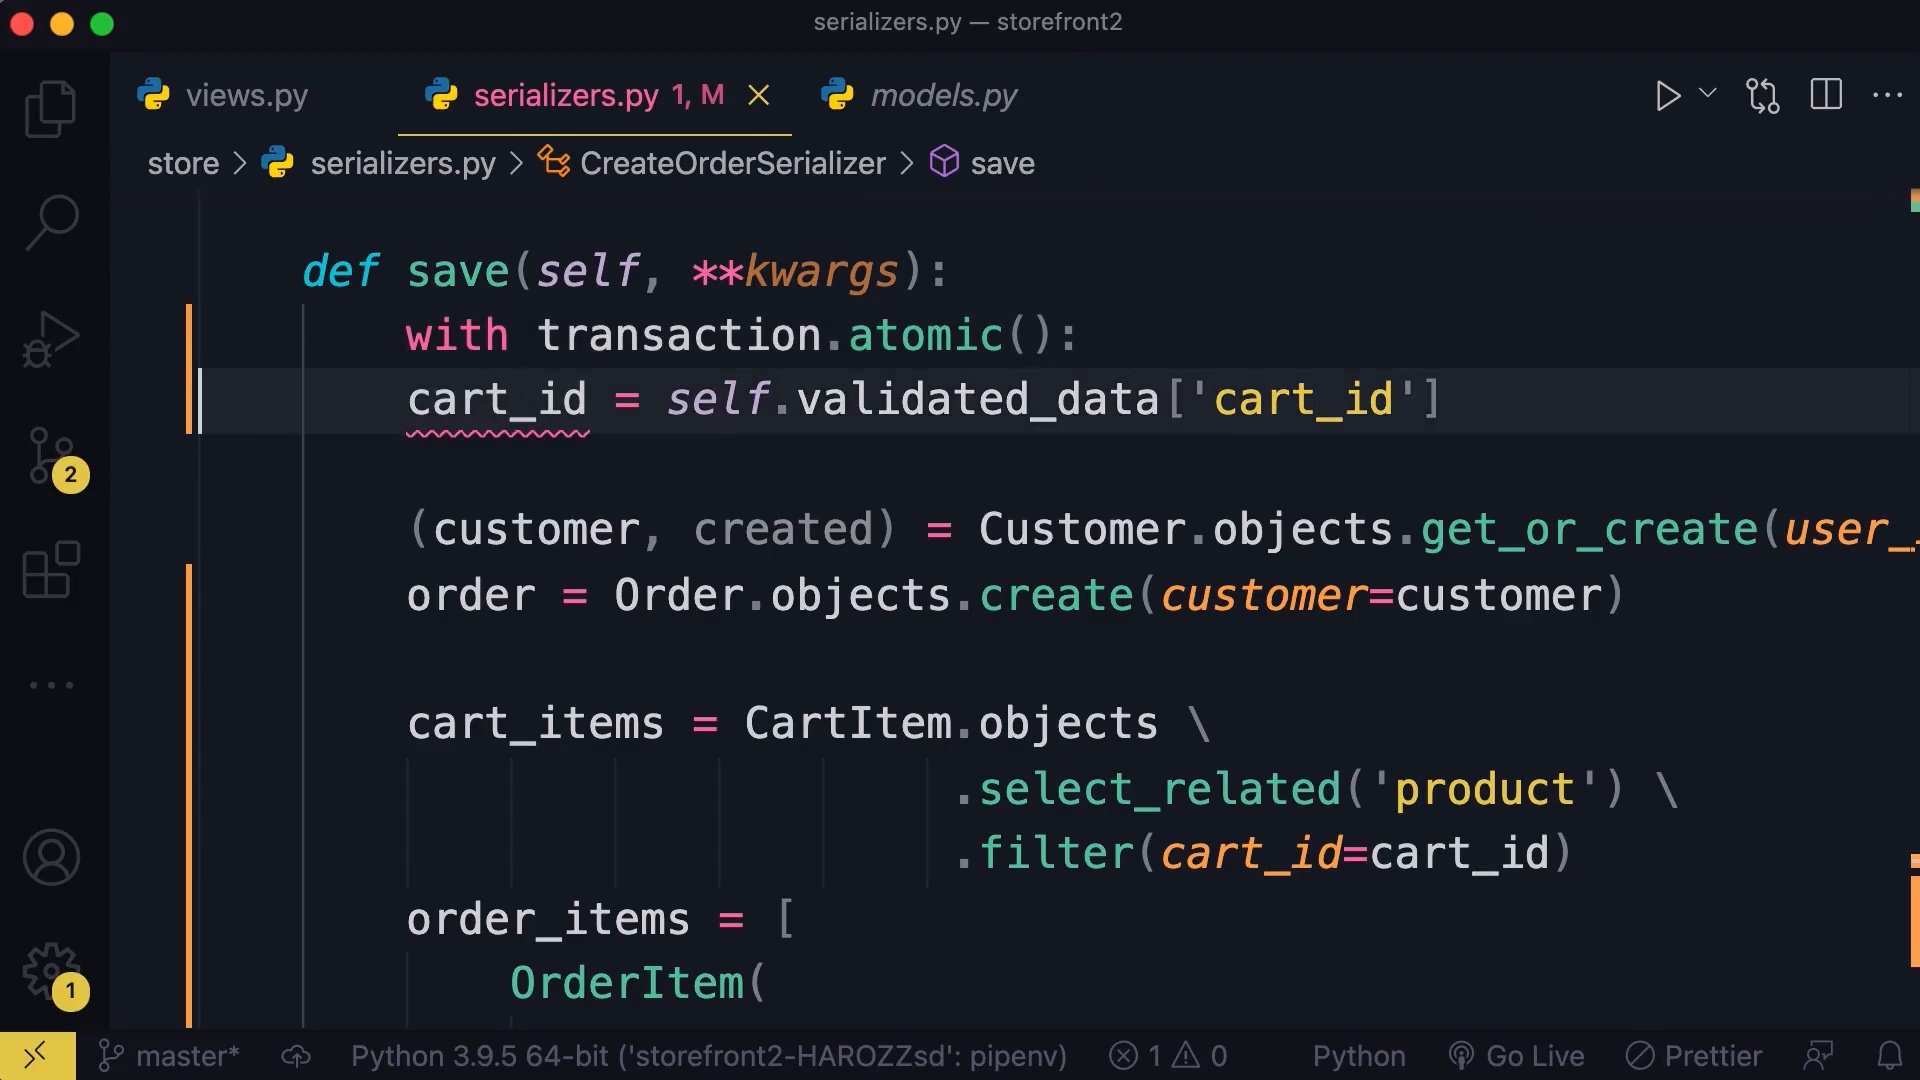 serializers.py — storefront2
views.py
serializers.py 1, M
models.py
store > serializers.py > CreateOrderSerializer > save
def save(self, **kwargs):
with transaction.atomic():
cart_id = self.validated_data['cart_id']
(customer, created) = Customer.objects.get_or_create(user_
order = Order.objects.create(customer=customer)
cart_items = CartItem.objects \
.select_related('product') \
.filter(cart_id=cart_id)
order_items = [
OrderItem(
2
1
master* Python 3.9.5 64-bit ('storefront2-HAROZZsd': pipenv) 1 0 Python Go Live Prettier